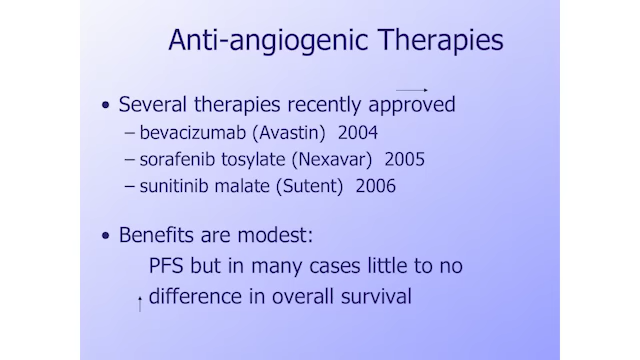 Anti-angiogenic Therapies
• Several therapies recently approved
– bevacizumab (Avastin) 2004
– sorafenib tosylate (Nexavar) 2005
– sunitinib malate (Sutent) 2006
• Benefits are modest:
PFS but in many cases little to no
difference in overall survival